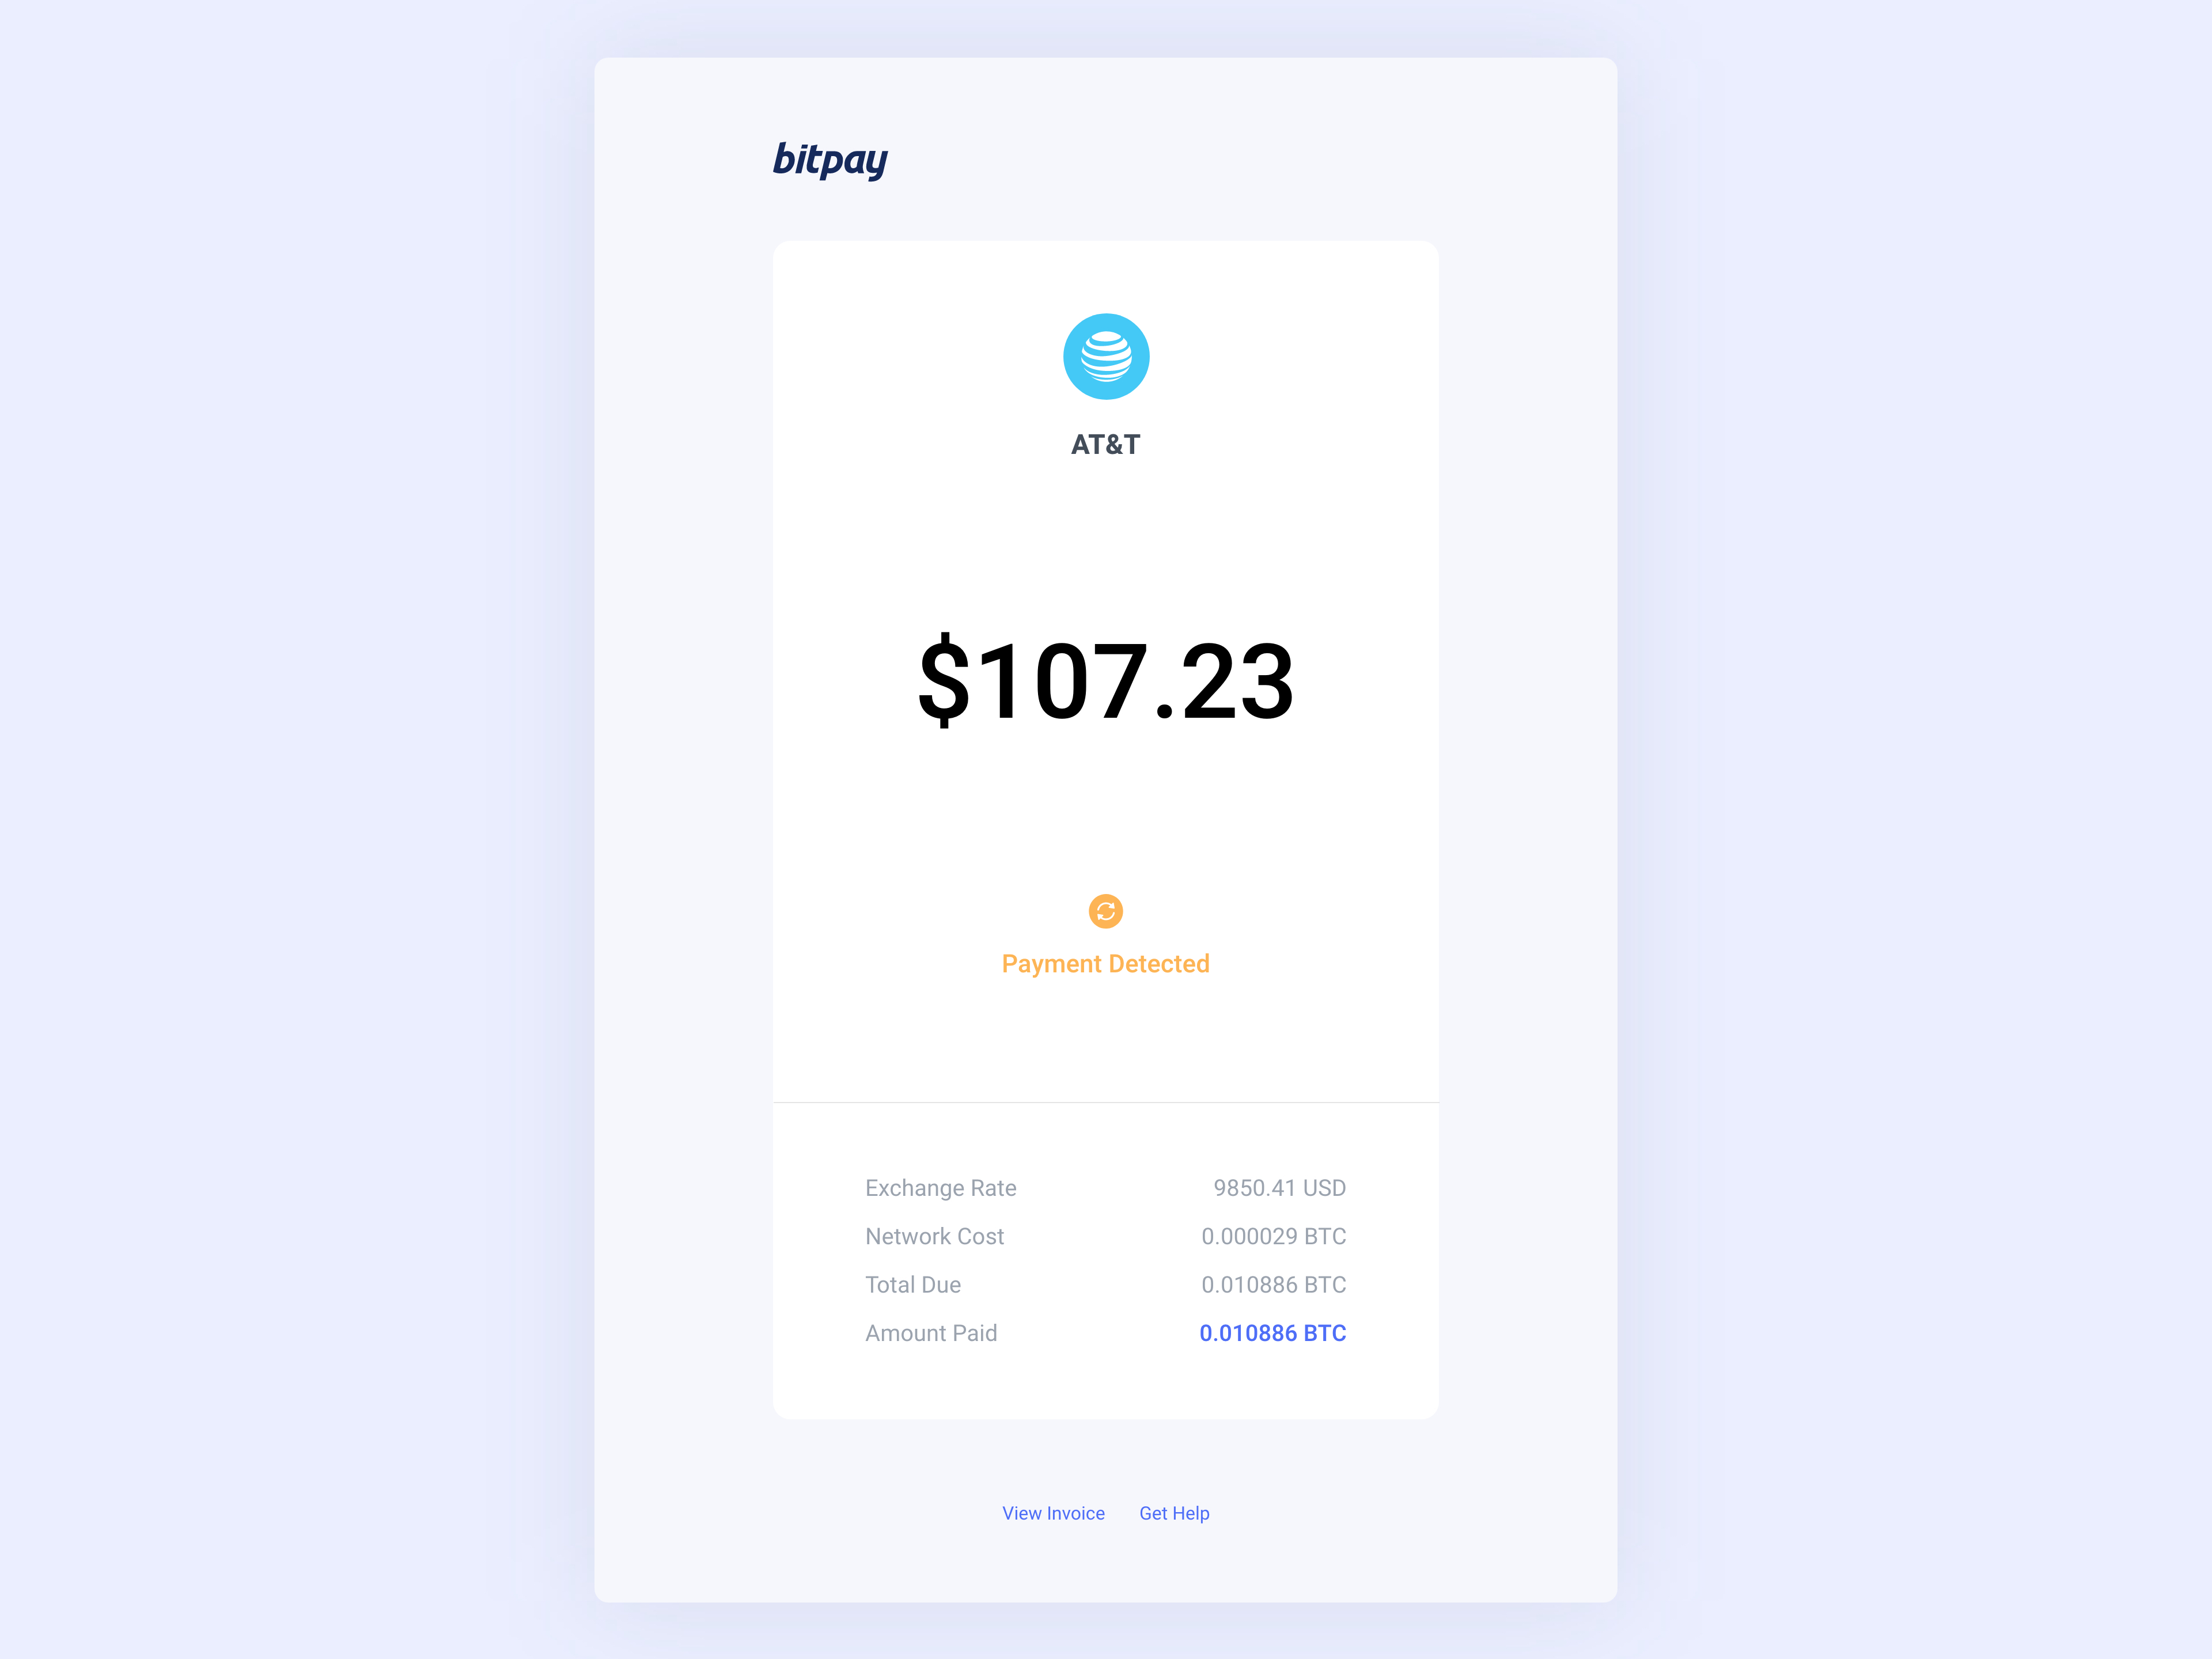 bitpay
AT&T
$107.23
Payment Detected
Exchange Rate 9850.41 USD
Network Cost 0.000029 BTC
Total Due 0.010886 BTC
Amount Paid 0.010886 BTC
View Invoice Get Help